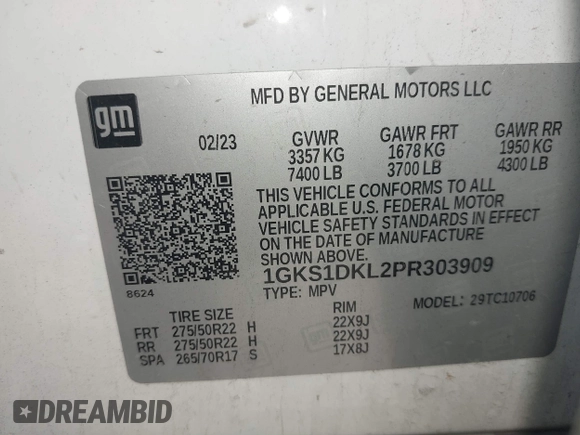 MFD BY GENERAL MOTORS LLC
gm
02/23 GVWR GAWR FRT GAWR RR
3357 KG 1678 KG 1950 KG
7400 LB 3700 LB 4300 LB
THIS VEHICLE CONFORMS TO ALL
APPLICABLE U.S. FEDERAL MOTOR
VEHICLE SAFETY STANDARDS IN EFFECT
ON THE DATE OF MANUFACTURE
SHOWN ABOVE.
1GKS1DKL2PR303909
8624
TYPE: MPV MODEL: 29TC10706
TIRE SIZE RIM
FRT 275/50R22 H 22X9J
RR 275/50R22 H 22X9J
SPA 265/70R17 S 17X8J
DREAMBID